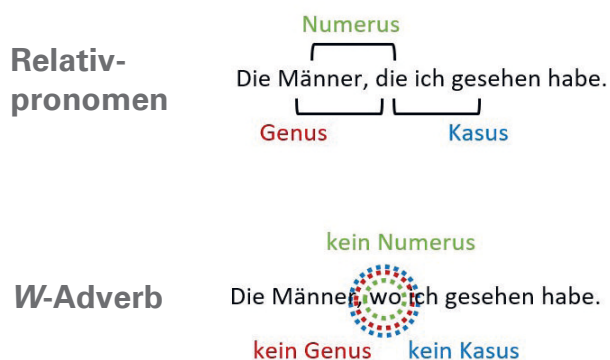 Numerus
Relativ-
pronomen
Die Männer, die ich gesehen habe.
Genus
Kasus
kein Numerus
W-Adverb
Die Männer, wo ich gesehen habe.
kein Genus
kein Kasus